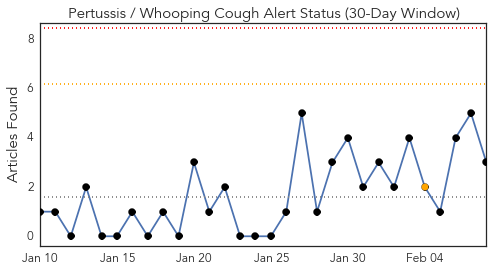 Pertussis / Whooping Cough Alert Status (30-Day Window)
Articles Found
8
6
4
2
0
Jan 10 Jan 15 Jan 20 Jan 25 Jan 30 Feb 04